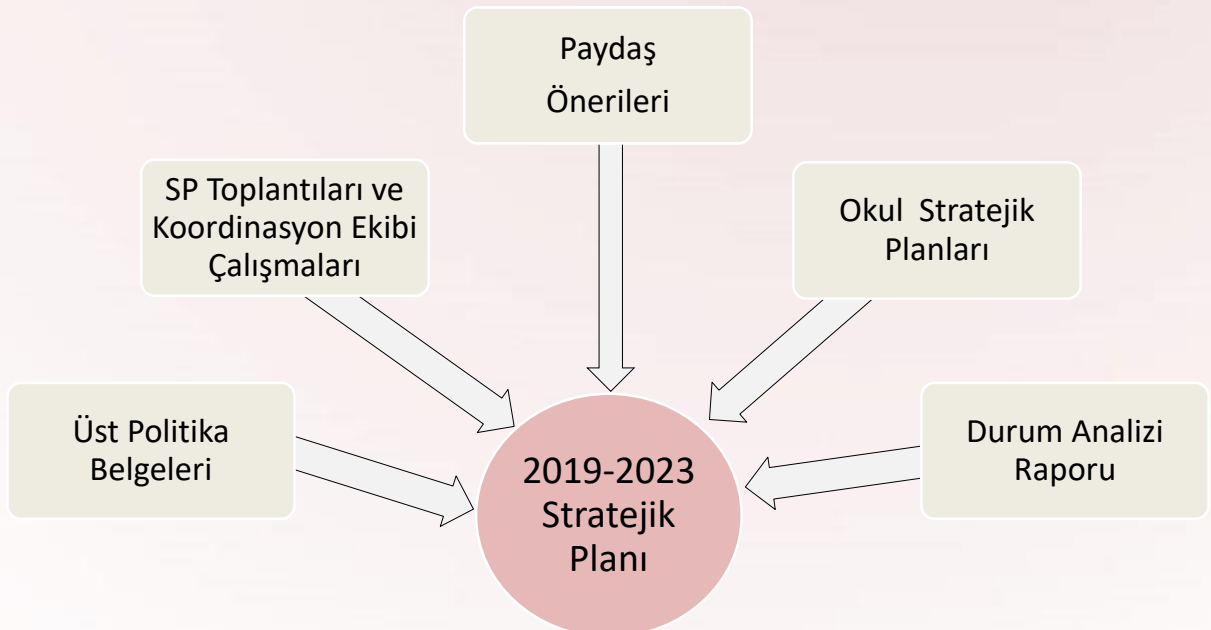 Paydaş
Önerileri
SP Toplantıları ve
Koordinasyon Ekibi
Çalışmaları
Okul Stratejik
Planları
Üst Politika
Belgeleri
Durum Analizi
Raporu
2019-2023
Stratejik
Planı